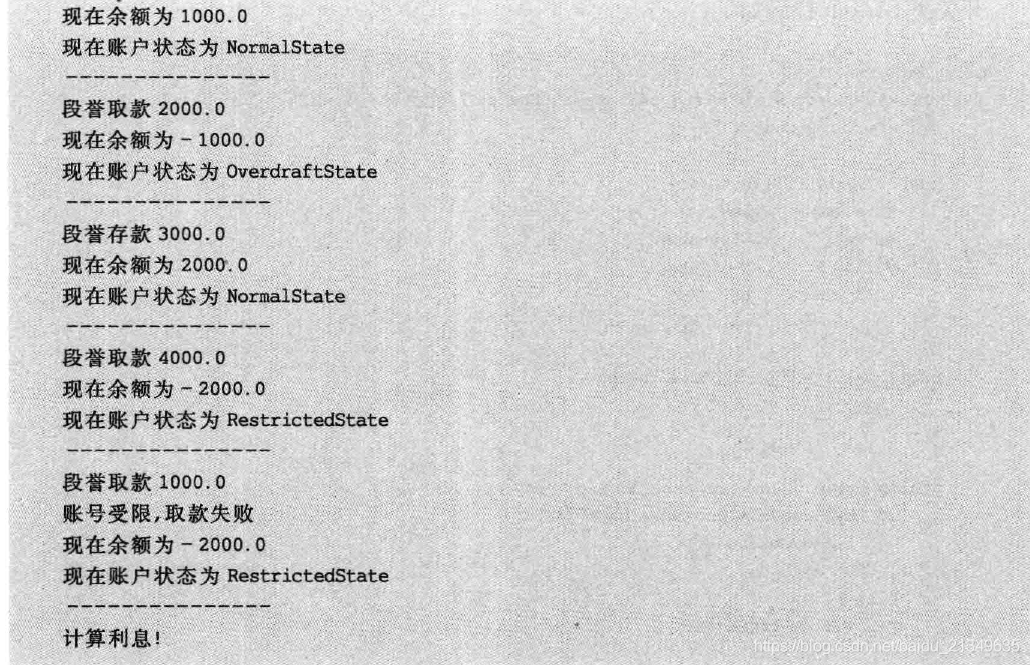 现在余额为 1000.0
现在账户状态为 NormalState
---------------
段誉取款 2000.0
现在余额为 - 1000.0
现在账户状态为 OverdraftState
---------------
段誉存款 3000.0
现在余额为 2000.0
现在账户状态为 NormalState
---------------
段誉取款 4000.0
现在余额为 - 2000.0
现在账户状态为 RestrictedState
---------------
段誉取款 1000.0
账号受限,取款失败
现在余额为 - 2000.0
现在账户状态为 RestrictedState
---------------
计算利息!